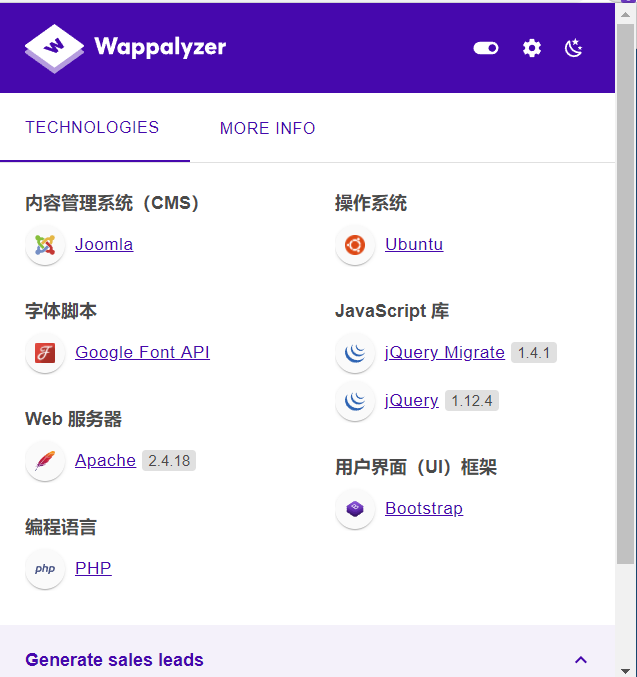 Wappalyzer
TECHNOLOGIES
MORE INFO
内容管理系统（CMS）
Joomla
字体脚本
Google Font API
Web 服务器
Apache 2.4.18
编程语言
php PHP
操作系统
Ubuntu
JavaScript 库
jQuery Migrate 1.4.1
jQuery 1.12.4
用户界面（UI）框架
Bootstrap
Generate sales leads